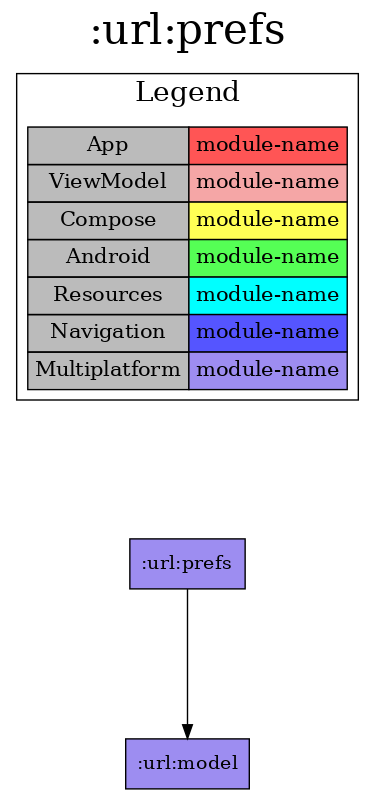 :url:prefs
Legend
App module-name
ViewModel module-name
Compose module-name
Android module-name
Resources module-name
Navigation module-name
Multiplatform module-name
:url:prefs
:url:model